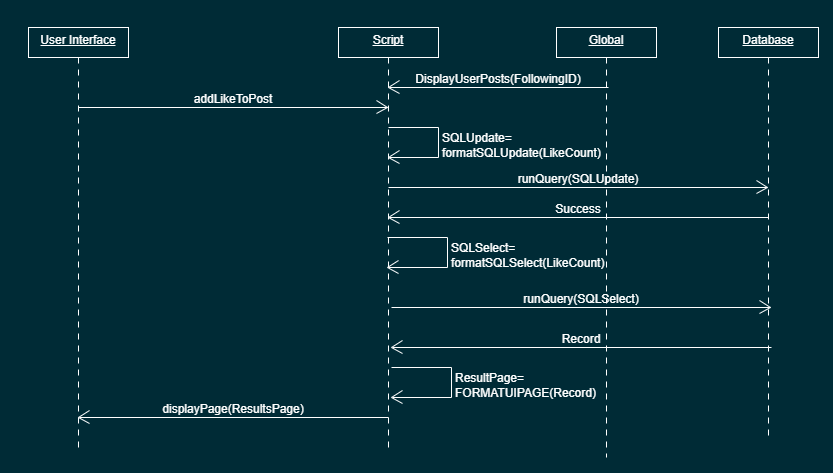 User Interface
Script
Global
Database
DisplayUserPosts(FollowingID)
addLikeToPost
SQLUpdate=
formatSQLUpdate(LikeCount)
runQuery(SQLUpdate)
Success
SQLSelect=
formatSQLSelect(LikeCount)
runQuery(SQLSelect)
Record
ResultPage=
FORMATUIPAGE(Record)
displayPage(ResultsPage)